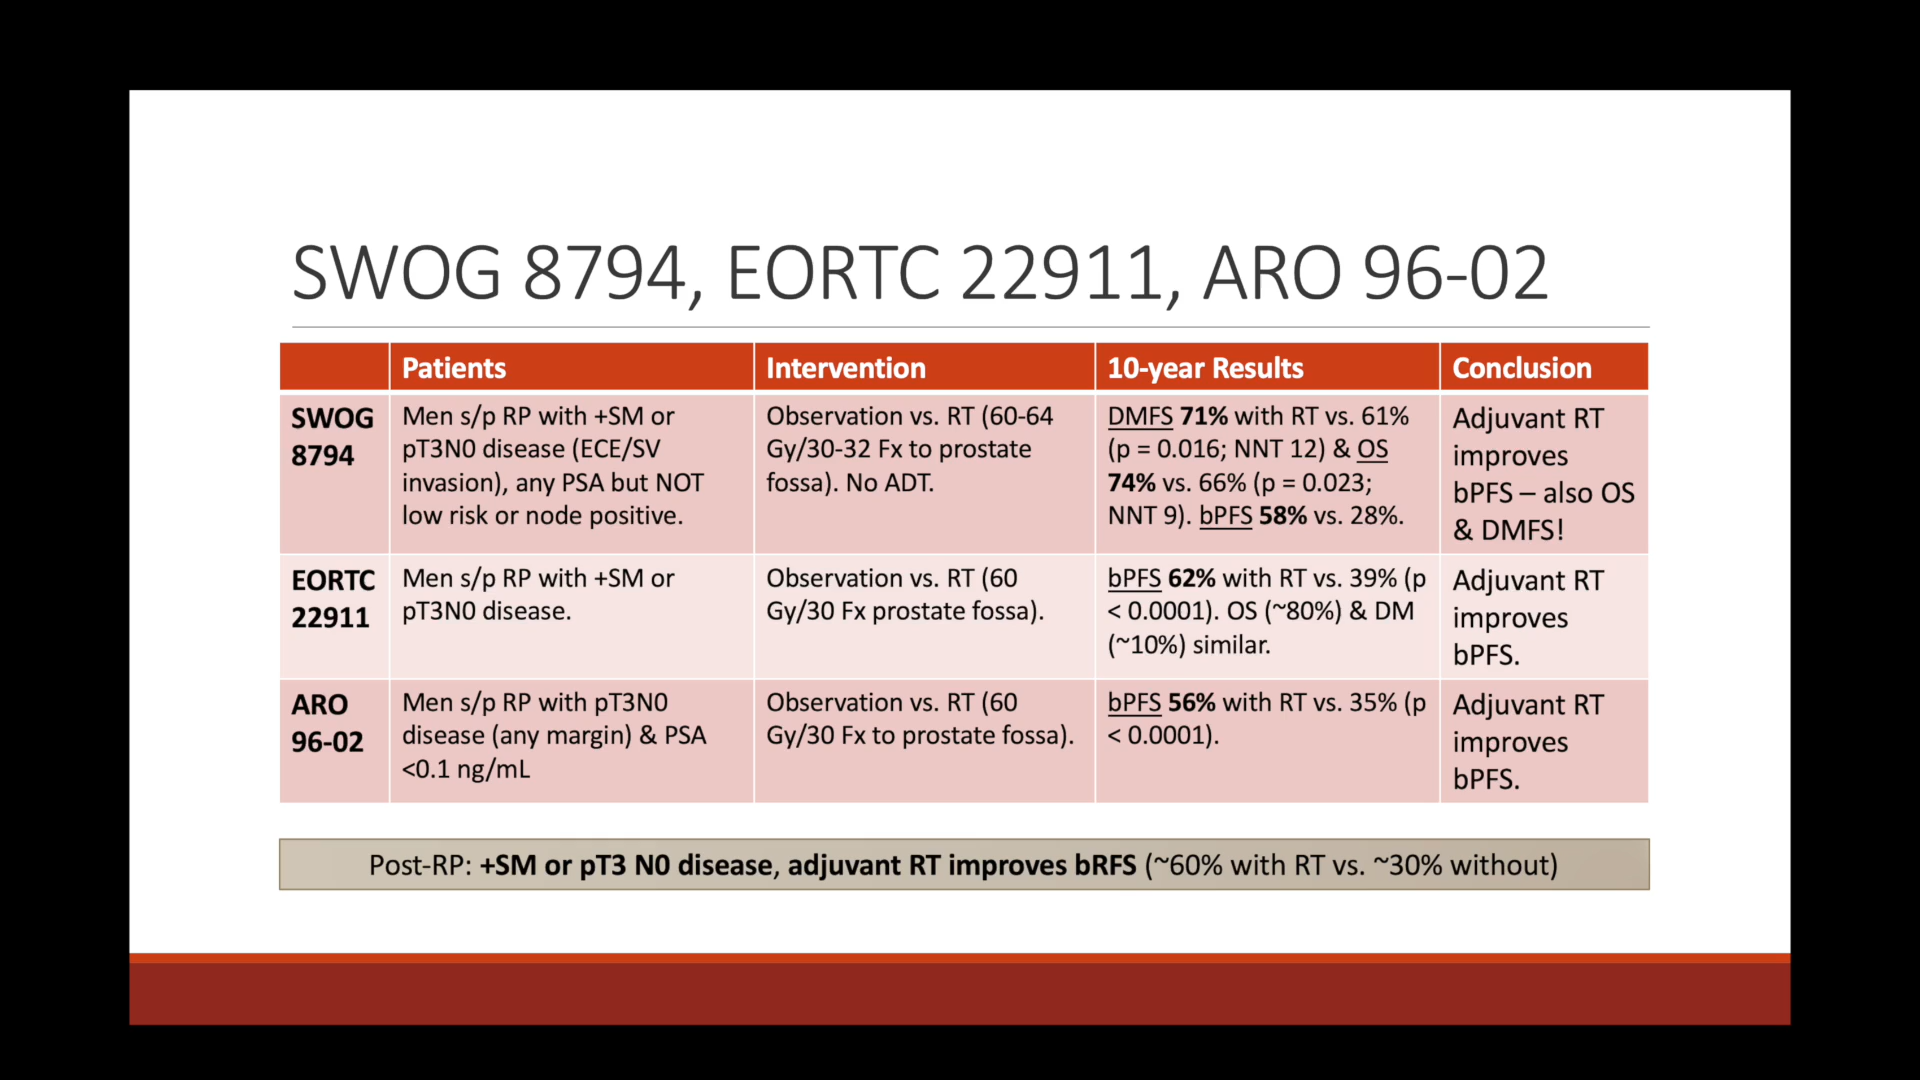 SWOG 8794, EORTC 22911, ARO 96-02
Patients
Intervention
10-year Results
Conclusion
SWOG
8794
Men s/p RP with +SM or
pT3N0 disease (ECE/SV
invasion), any PSA but NOT
low risk or node positive.
Observation vs. RT (60-64
Gy/30-32 Fx to prostate
fossa). No ADT.
DMFS 71% with RT vs. 61%
(p = 0.016; NNT 12) & OS
74% vs. 66% (p = 0.023;
NNT 9). bPFS 58% vs. 28%.
Adjuvant RT
improves
bPFS – also OS
& DMFS!
EORTC
22911
Men s/p RP with +SM or
pT3N0 disease.
Observation vs. RT (60
Gy/30 Fx prostate fossa).
bPFS 62% with RT vs. 39% (p
< 0.0001). OS (~80%) & DM
(~10%) similar.
Adjuvant RT
improves
bPFS.
ARO
96-02
Men s/p RP with pT3N0
disease (any margin) & PSA
<0.1 ng/mL
Observation vs. RT (60
Gy/30 Fx to prostate fossa).
bPFS 56% with RT vs. 35% (p
< 0.0001).
Adjuvant RT
improves
bPFS.
Post-RP: +SM or pT3 N0 disease, adjuvant RT improves bRFS (~60% with RT vs. ~30% without)